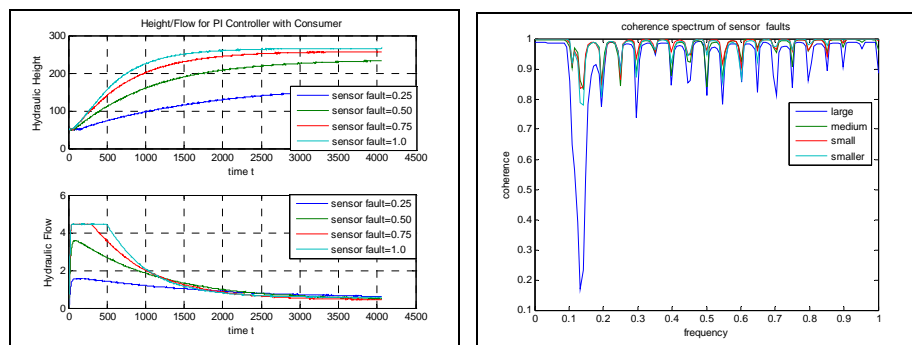 Height/Flow for PI Controller with Consumer
Hydraulic Height
300
200
100
0
0 500 1000 1500 2000 2500 3000 3500 4000 4500
time t
sensor fault=0.25
sensor fault=0.50
sensor fault=0.75
sensor fault=1.0
Hydraulic Flow
6
4
2
0
0 500 1000 1500 2000 2500 3000 3500 4000 4500
time t
sensor fault=0.25
sensor fault=0.50
sensor fault=0.75
sensor fault=1.0
coherence spectrum of sensor faults
coherence
1
0.9
0.8
0.7
0.6
0.5
0.4
0.3
0.2
0.1
0 0.1 0.2 0.3 0.4 0.5 0.6 0.7 0.8 0.9 1
frequency
large
medium
small
smaller